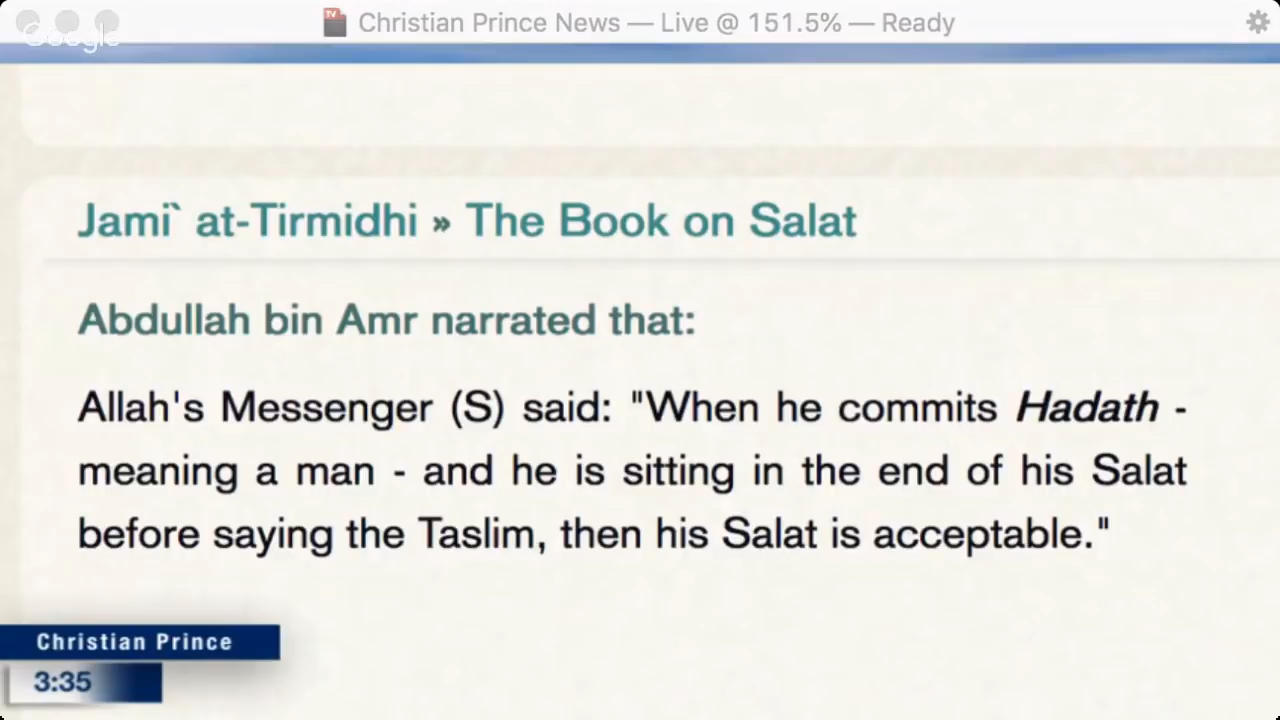 Christian Prince News — Live @ 151.5% — Ready
Google
Jami` at-Tirmidhi » The Book on Salat
Abdullah bin Amr narrated that:
Allah's Messenger (S) said: "When he commits Hadath -
meaning a man - and he is sitting in the end of his Salat
before saying the Taslim, then his Salat is acceptable."
Christian Prince
3:35